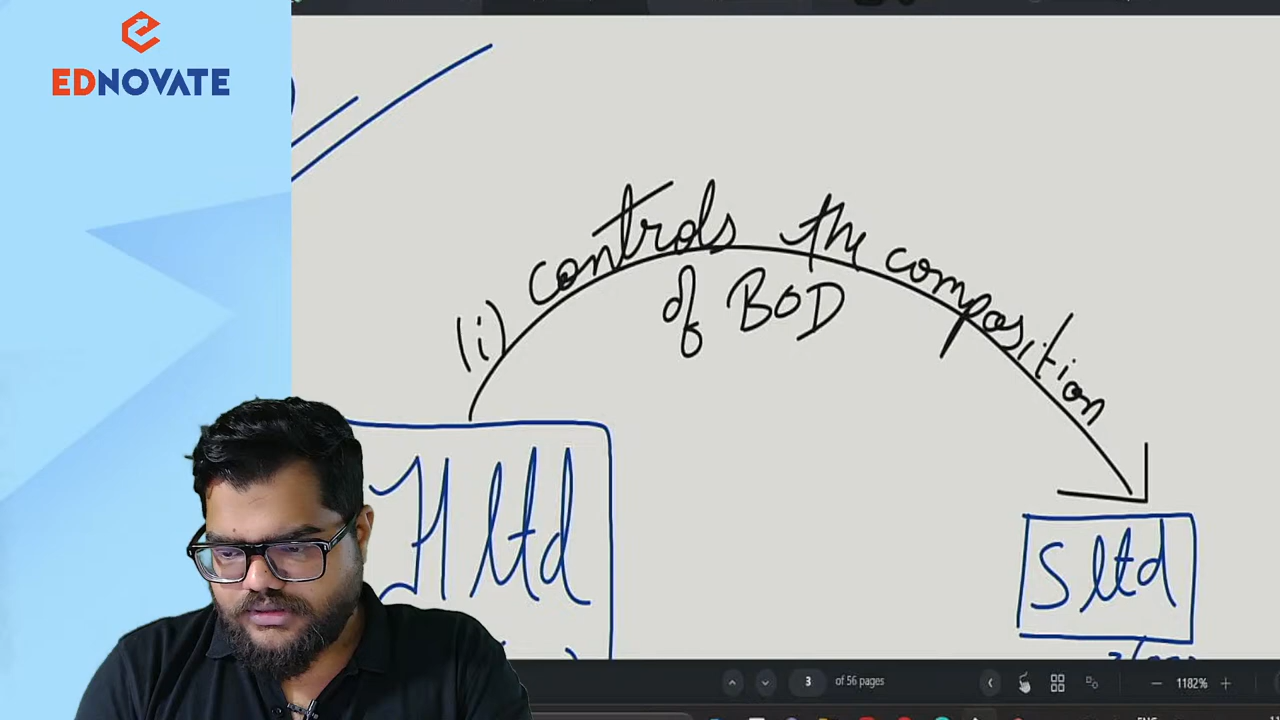 EDNOVATE
(i) controls the composition
of BOD
H ltd
S ltd
3
of 56 pages
1182%